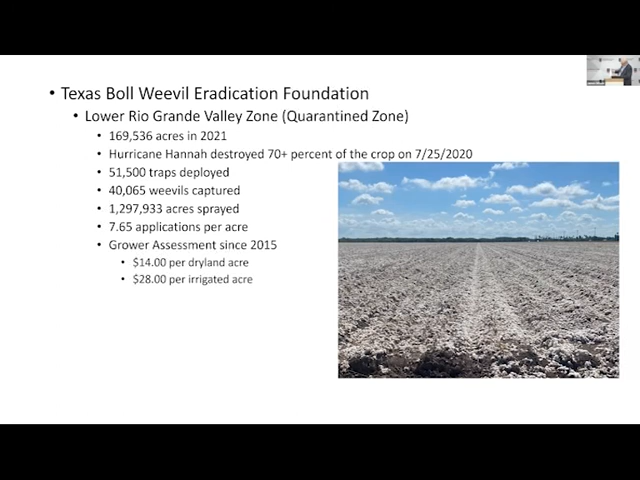 • Texas Boll Weevil Eradication Foundation
• Lower Rio Grande Valley Zone (Quarantined Zone)
• 169,536 acres in 2021
• Hurricane Hannah destroyed 70+ percent of the crop on 7/25/2020
• 51,500 traps deployed
• 40,065 weevils captured
• 1,297,933 acres sprayed
• 7.65 applications per acre
• Grower Assessment since 2015
• $14.00 per dryland acre
• $28.00 per irrigated acre